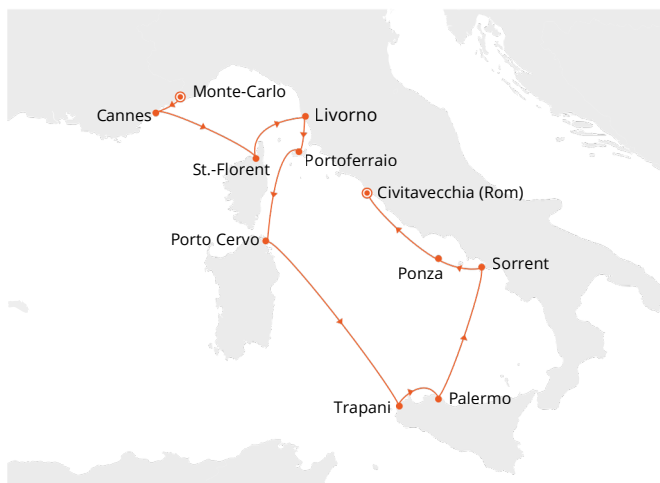 Monte-Carlo
Cannes
Livorno
St.-Florent
Portoferraio
Civitavecchia (Rom)
Porto Cervo
Ponza
Sorrent
Trapani
Palermo